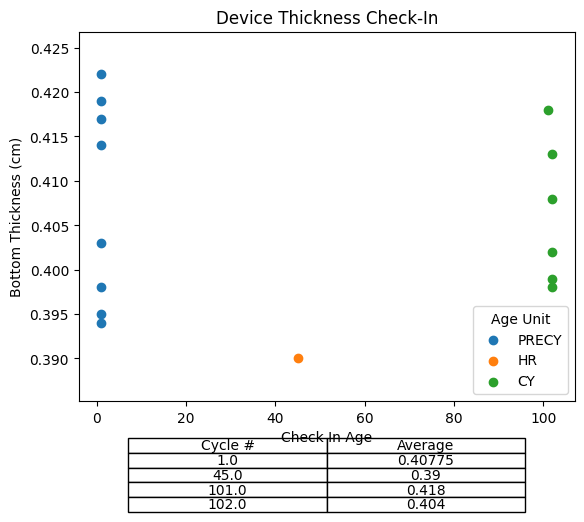 Device Thickness Check-In
Bottom Thickness (cm)
0.425
0.420
0.415
0.410
0.405
0.400
0.395
0.390
Age Unit
PRECY
HR
CY
0 20 40 60 80 100
Check In Age
Cycle # Average
1.0 0.40775
45.0 0.39
101.0 0.418
102.0 0.404